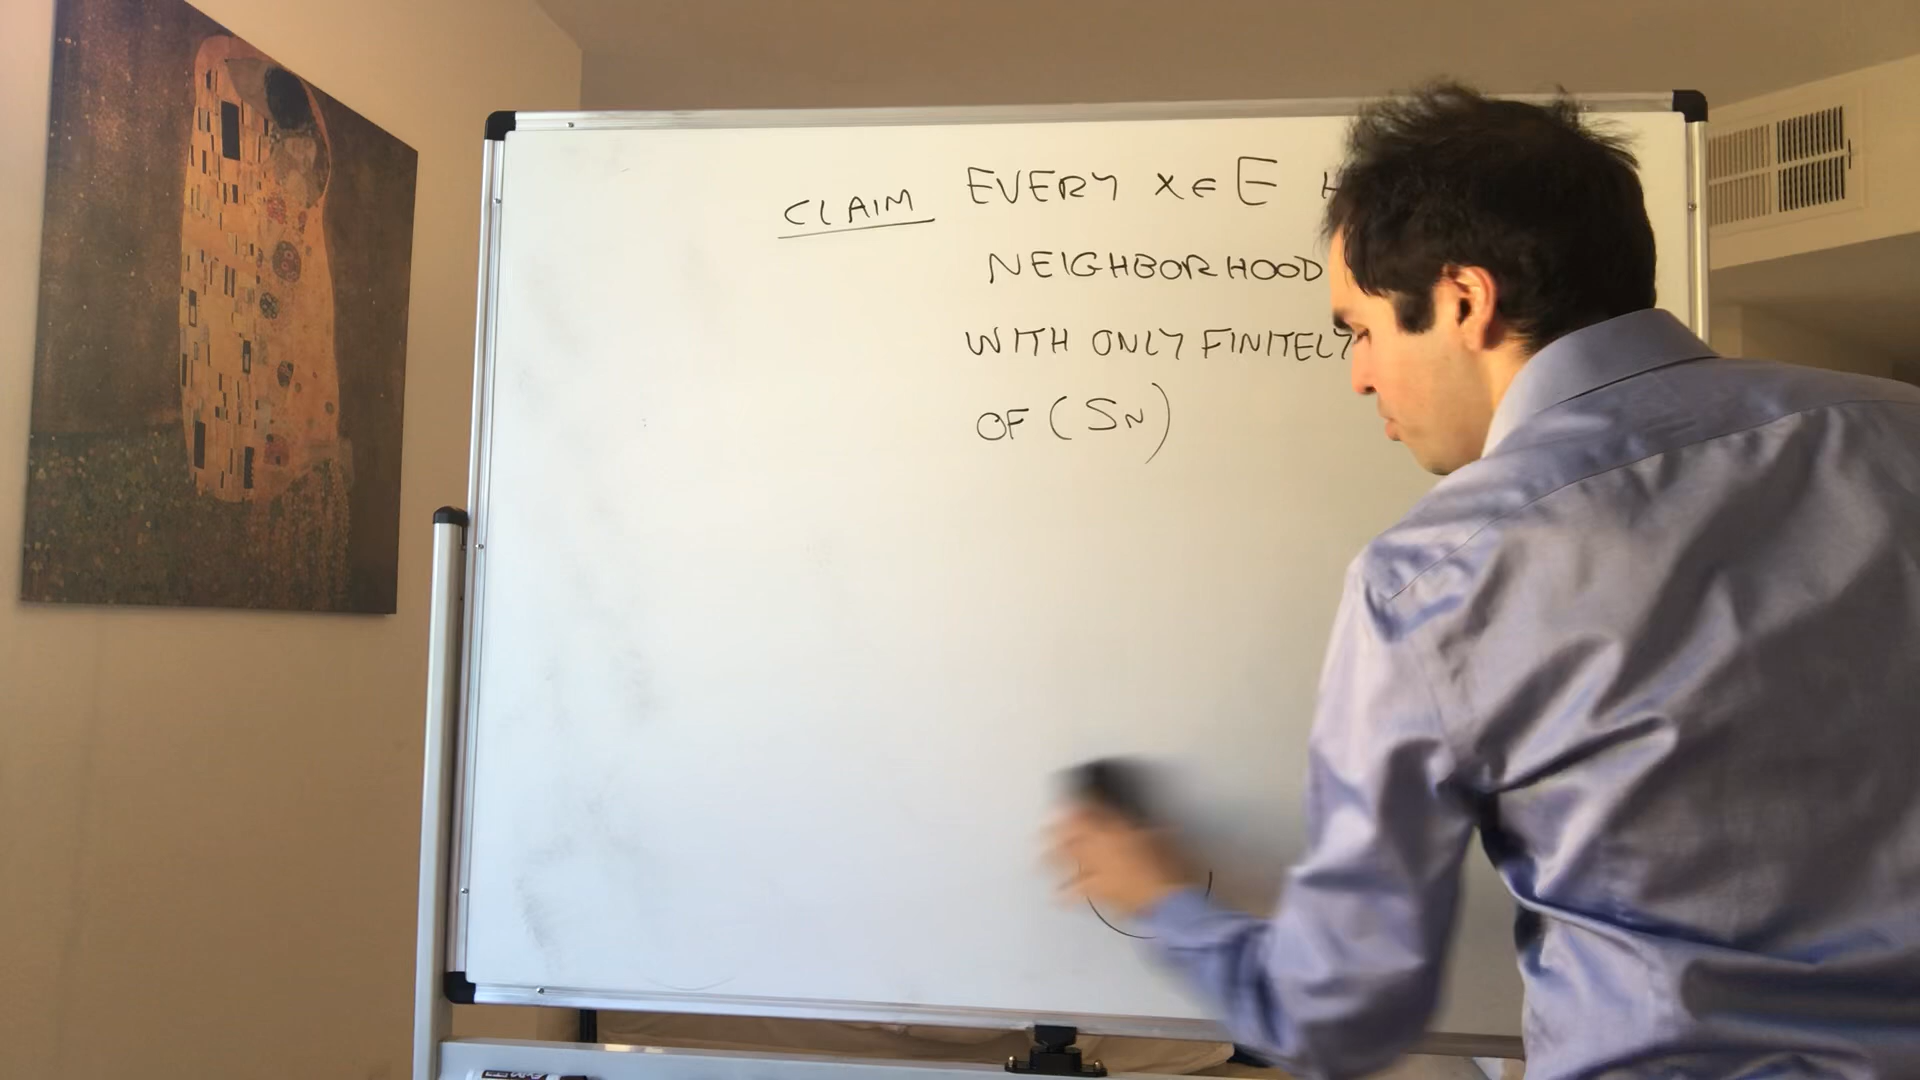 CLAIM EVERY x ∈ E
NEIGHBORHOOD
WITH ONLY FINITELY
OF (SN)